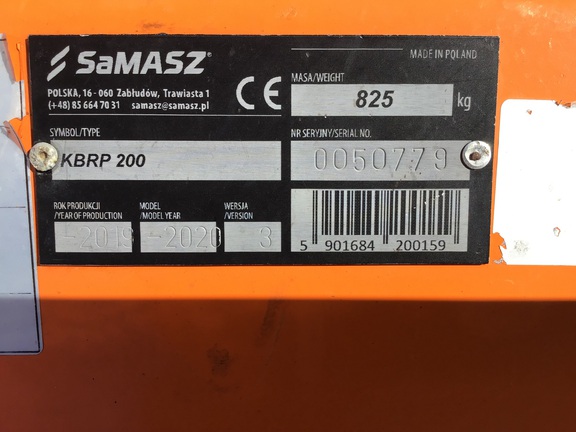 SaMASZ®
MADE IN POLAND
POLSKA, 16 - 060 Zabłudów, Trawiasta 1
(+48) 85 664 70 31 samasz@samasz.pl
CE
MASA/WEIGHT
825 kg
SYMBOL/TYPE
KBRP 200
NR SERYJNY/SERIAL NO.
0050779
ROK PRODUKCJI
/YEAR OF PRODUCTION
-2019
MODEL
/MODEL YEAR
-2020
WERSJA
/VERSION
3
5 901684 200159